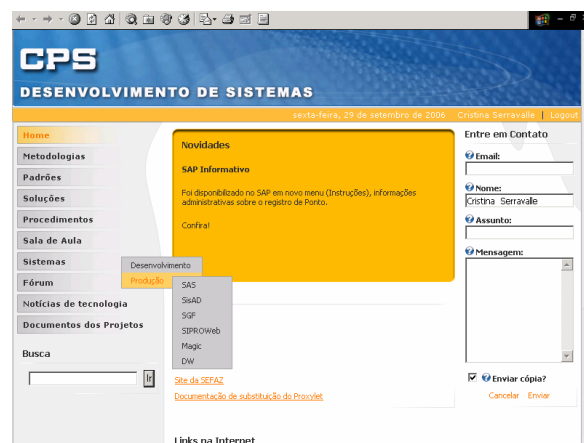 CPS
DESENVOLVIMENTO DE SISTEMAS
sexta-feira, 29 de setembro de 2006 Cristina Serravalle | Logout
Home
Metodologias
Padrões
Soluções
Procedimentos
Sala de Aula
Sistemas
Fórum
Notícias de tecnologia
Documentos dos Projetos
Busca
Ir
Desenvolvimento
Produção
SAS
SisAD
SGF
SIPROWeb
Magic
DW
Novidades
SAP Informativo
Foi disponibilizado no SAP em novo menu (Instruções), informações
administrativas sobre o registro de Ponto.
Confira!
Site da SEFAZ
Documentação de substituição do Proxylet
Links na Internet
Entre em Contato
Email:
Nome:
Cristina Serravalle
Assunto:
Mensagem:
Enviar cópia?
Cancelar Enviar